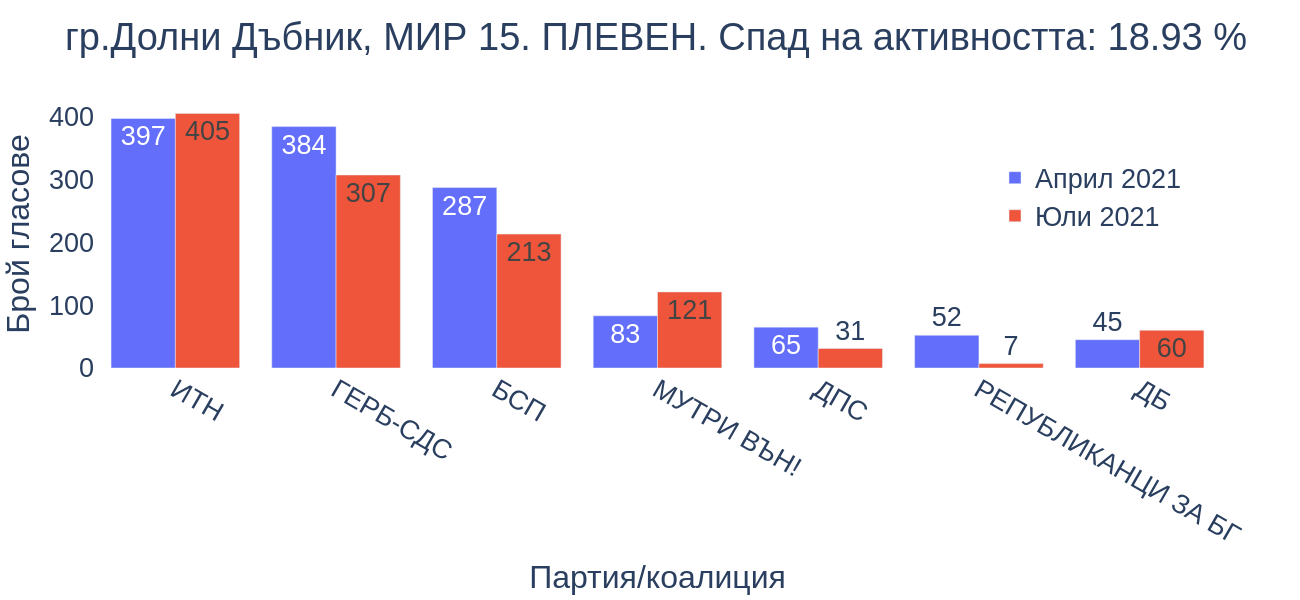 гр.Долни Дъбник, МИР 15. ПЛЕВЕН. Спад на активността: 18.93 %
Брой гласове
400
300
200
100
0
397
405
384
307
287
213
83
121
65
31
52
7
45
60
Април 2021
Юли 2021
ИТН
ГЕРБ-СДС
БСП
МУТРИ ВЪН!
ДПС
РЕПУБЛИКАНЦИ ЗА БГ
ДБ
Партия/коалиция